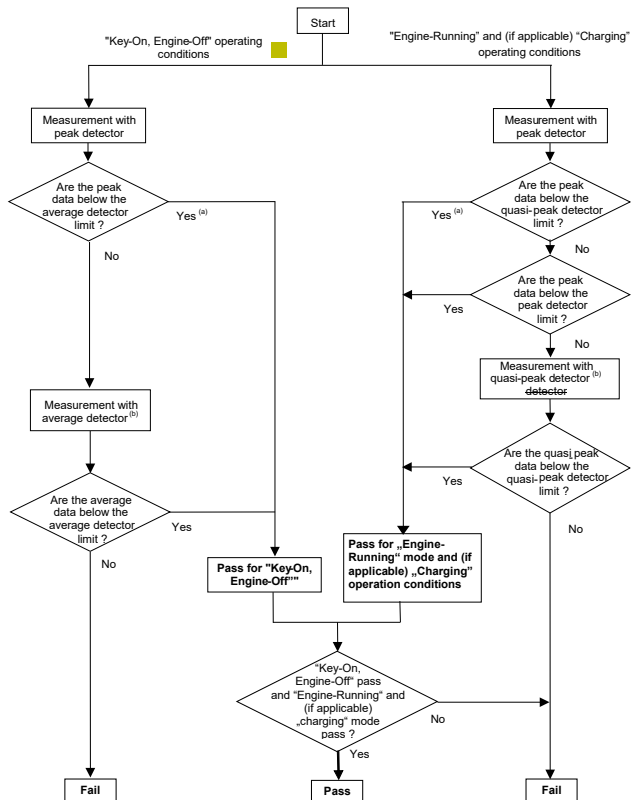 Start
"Key-On, Engine-Off" operating
conditions
"Engine-Running" and (if applicable) “Charging”
operating conditions
Measurement with
peak detector
Measurement with
peak detector
Are the peak
data below the
average detector
limit ?
Yes (a)
No
Are the peak
data below the
quasi-peak detector
limit ?
Yes (a)
No
Are the peak
data below the
peak detector
limit ?
Yes
No
Measurement with
average detector (b)
Measurement with
quasi-peak detector (b)
detector
Are the average
data below the
average detector
limit ?
Yes
No
Are the quasi peak
data below the
quasi-peak detector
limit ?
Yes
No
Pass for "Key-On,
Engine-Off“"
Pass for „Engine-
Running“ mode and (if
applicable) „Charging”
operation conditions
“Key-On,
Engine-Off“ pass
and “Engine-Running“ and
(if applicable)
„charging“ mode
pass ?
No
Yes
Fail
Pass
Fail